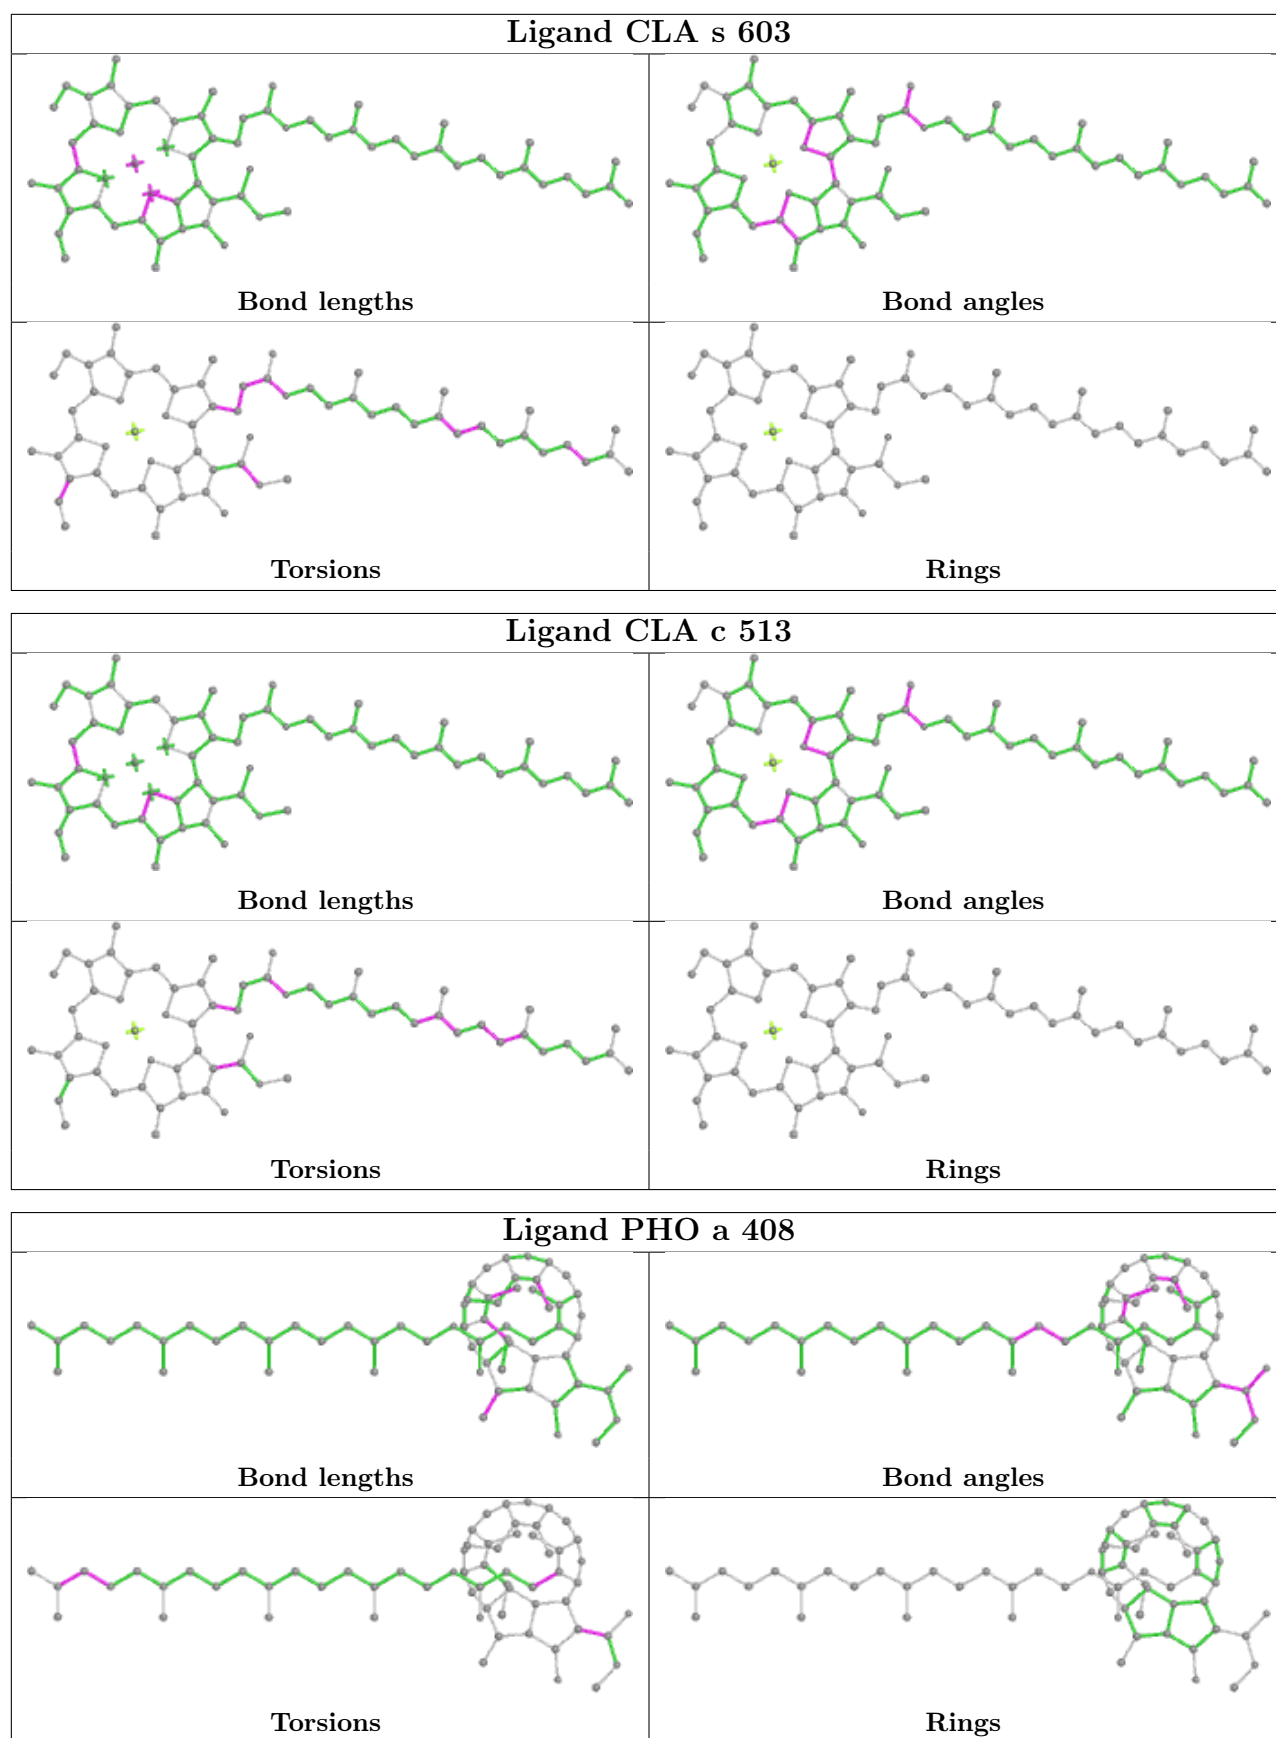 Ligand CLA s 603
Bond lengths
Bond angles
Torsions
Rings
Ligand CLA c 513
Bond lengths
Bond angles
Torsions
Rings
Ligand PHO a 408
Bond lengths
Bond angles
Torsions
Rings